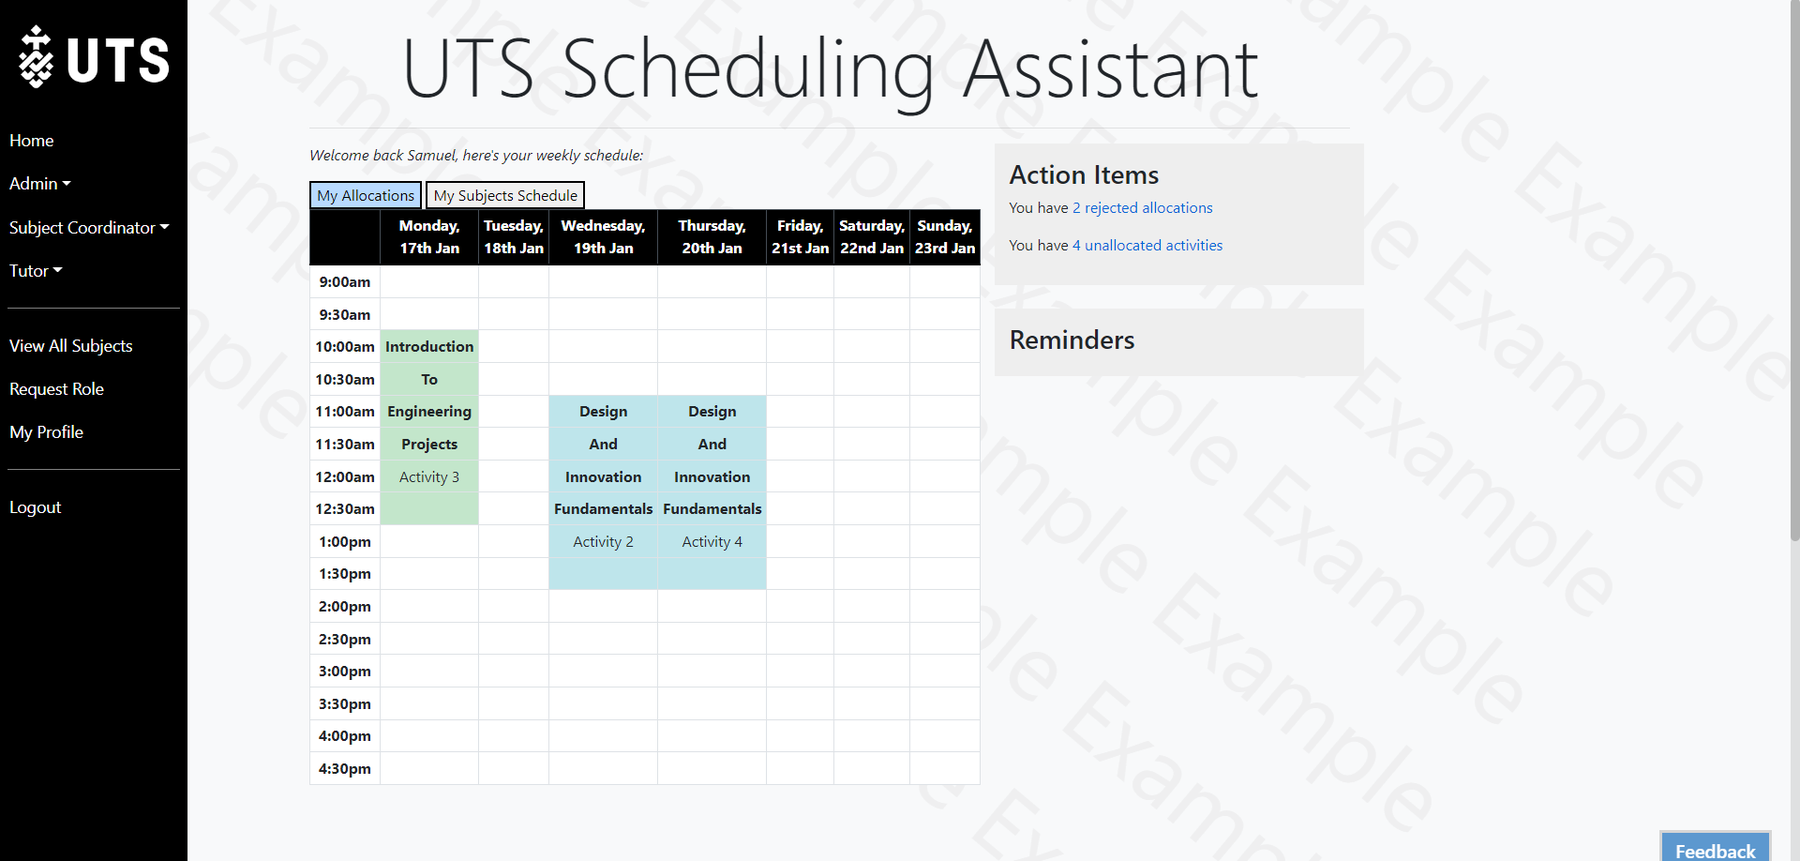 UTS
Home
Admin
Subject Coordinator
Tutor
View All Subjects
Request Role
My Profile
Logout
UTS Scheduling Assistant
Welcome back Samuel, here's your weekly schedule:
My Allocations My Subjects Schedule
Monday, 17th Jan
Tuesday, 18th Jan
Wednesday, 19th Jan
Thursday, 20th Jan
Friday, 21st Jan
Saturday, 22nd Jan
Sunday, 23rd Jan
9:00am
9:30am
10:00am Introduction
10:30am To
11:00am Engineering Design Design
11:30am Projects And And
12:00am Activity 3 Innovation Innovation
12:30am Fundamentals Fundamentals
1:00pm Activity 2 Activity 4
1:30pm
2:00pm
2:30pm
3:00pm
3:30pm
4:00pm
4:30pm
Action Items
You have 2 rejected allocations
You have 4 unallocated activities
Reminders
Feedback
Example Example Example Example